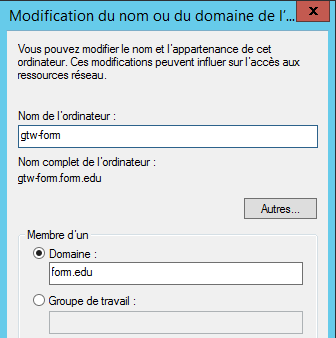 Modification du nom ou du domaine de l'...
x
Vous pouvez modifier le nom et l'appartenance de cet
ordinateur. Ces modifications peuvent influer sur l'accès aux
ressources réseau.
Nom de l'ordinateur :
gtw-form
Nom complet de l'ordinateur :
gtw-form.form.edu
Autres...
Membre d'un
Domaine :
form.edu
Groupe de travail :